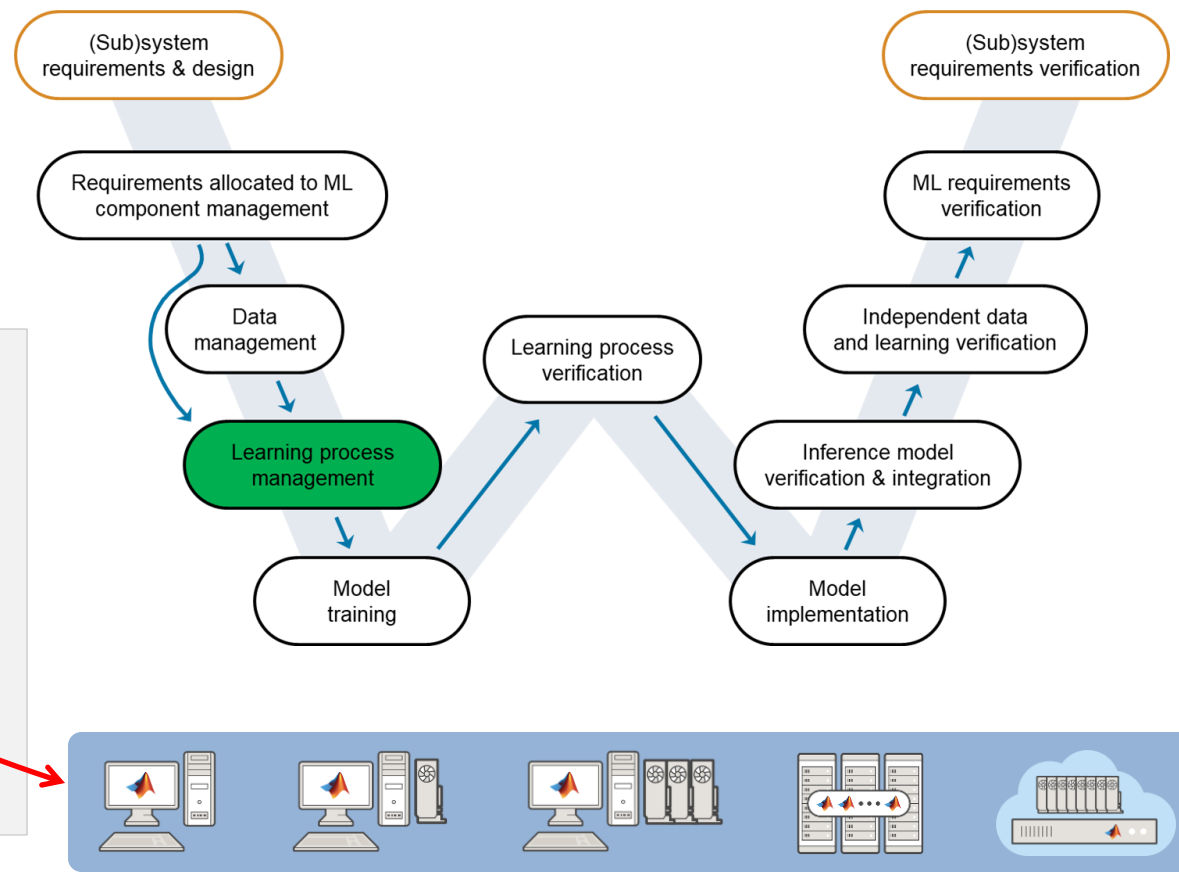 (Sub)system
requirements & design
(Sub)system
requirements verification
Requirements allocated to ML
component management
ML requirements
verification
Data
management
Independent data
and learning verification
Learning process
verification
Learning process
management
Inference model
verification & integration
Model
training
Model
implementation